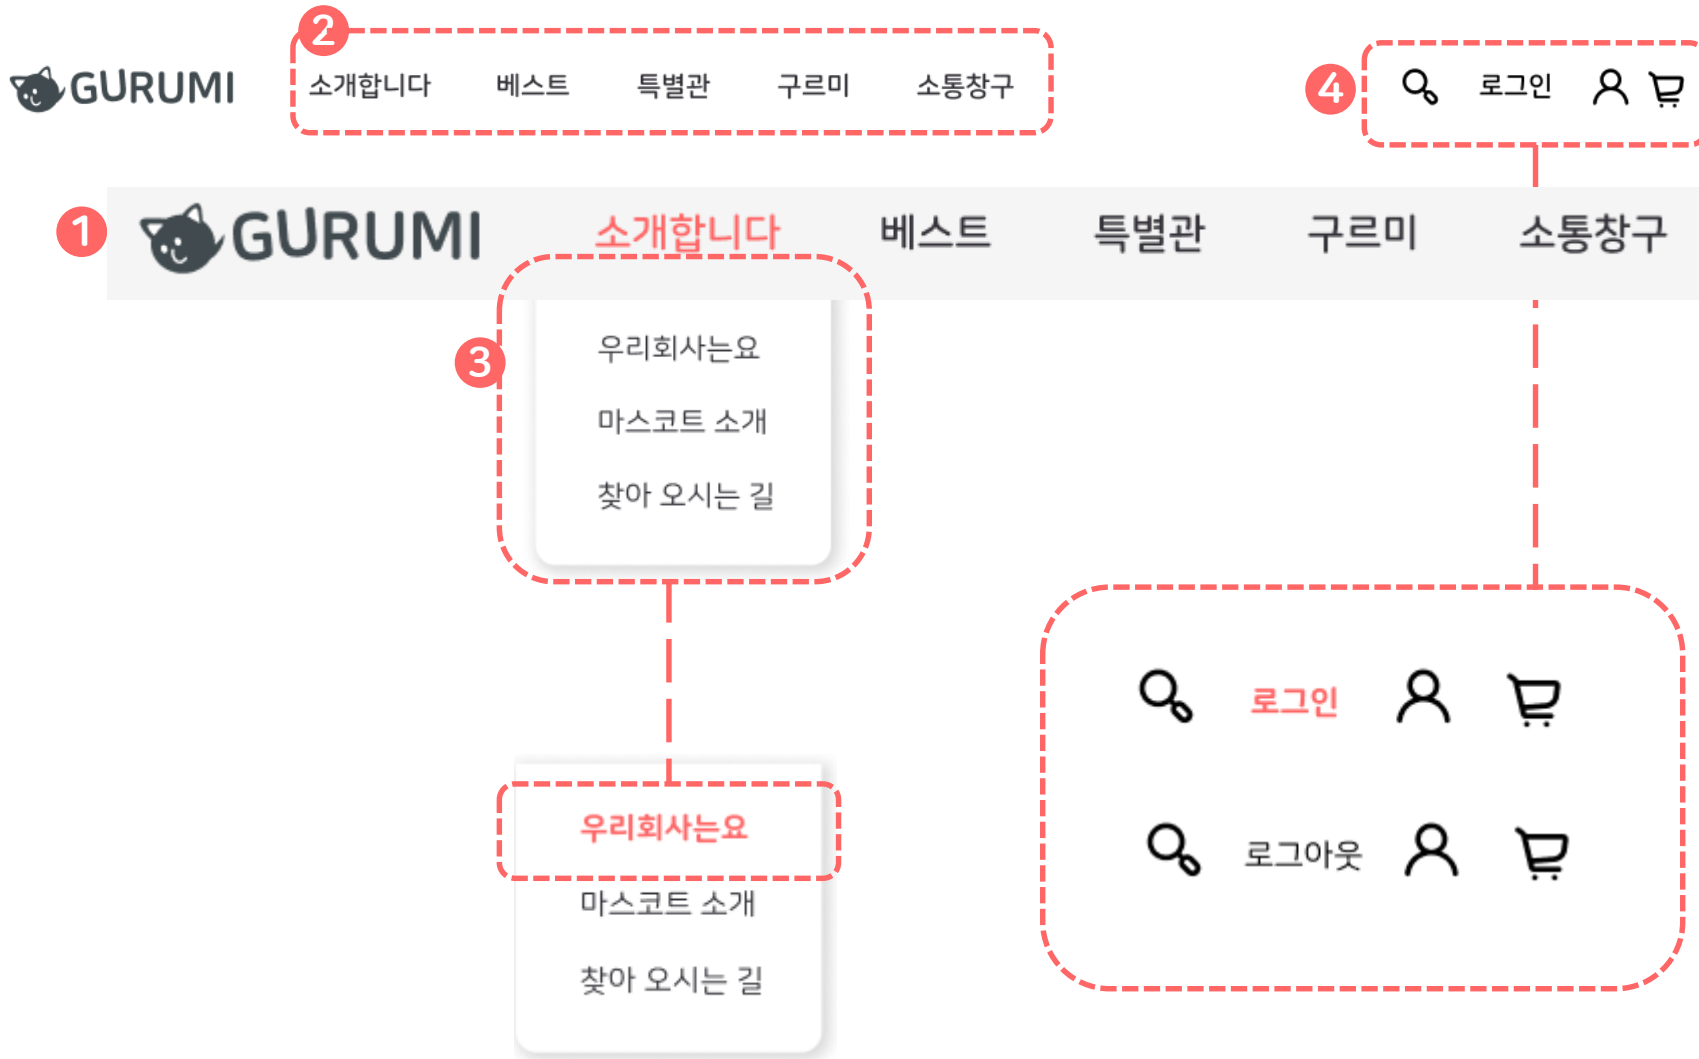 2
GURUMI 소개합니다 베스트 특별관 구르미 소통창구
4 로그인
1 GURUMI 소개합니다 베스트 특별관 구르미 소통창구
3
우리회사는요
마스코트 소개
찾아 오시는 길
로그인
로그아웃
우리회사는요
마스코트 소개
찾아 오시는 길